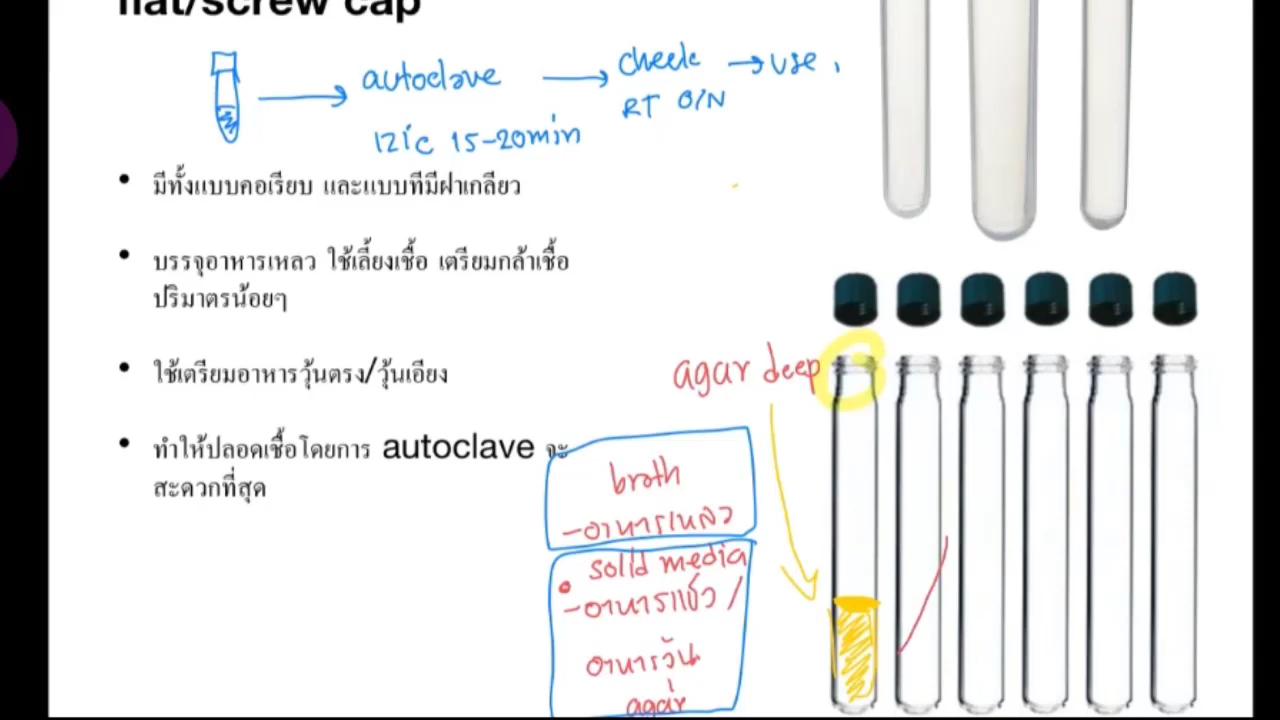 flat/screw cap
autoclave
check
use
121°C 15-20min
RT O/N
• มีทั้งแบบคอเรียบ และแบบทีมีฝาเกลียว
• บรรจุอาหารเหลว ใช้เลี้ยงเชื้อ เตรียมกล้าเชื้อ
ปริมาตรน้อยๆ
• ใช้เตรียมอาหารวุ้นตรง/วุ้นเอียง
• ทำให้ปลอดเชื้อโดยการ autoclave จะ
สะดวกที่สุด
agar deep
broth
-อาหารเหลว
• solid media
-อาหารแข็ง /
อาหารวุ้น
agar